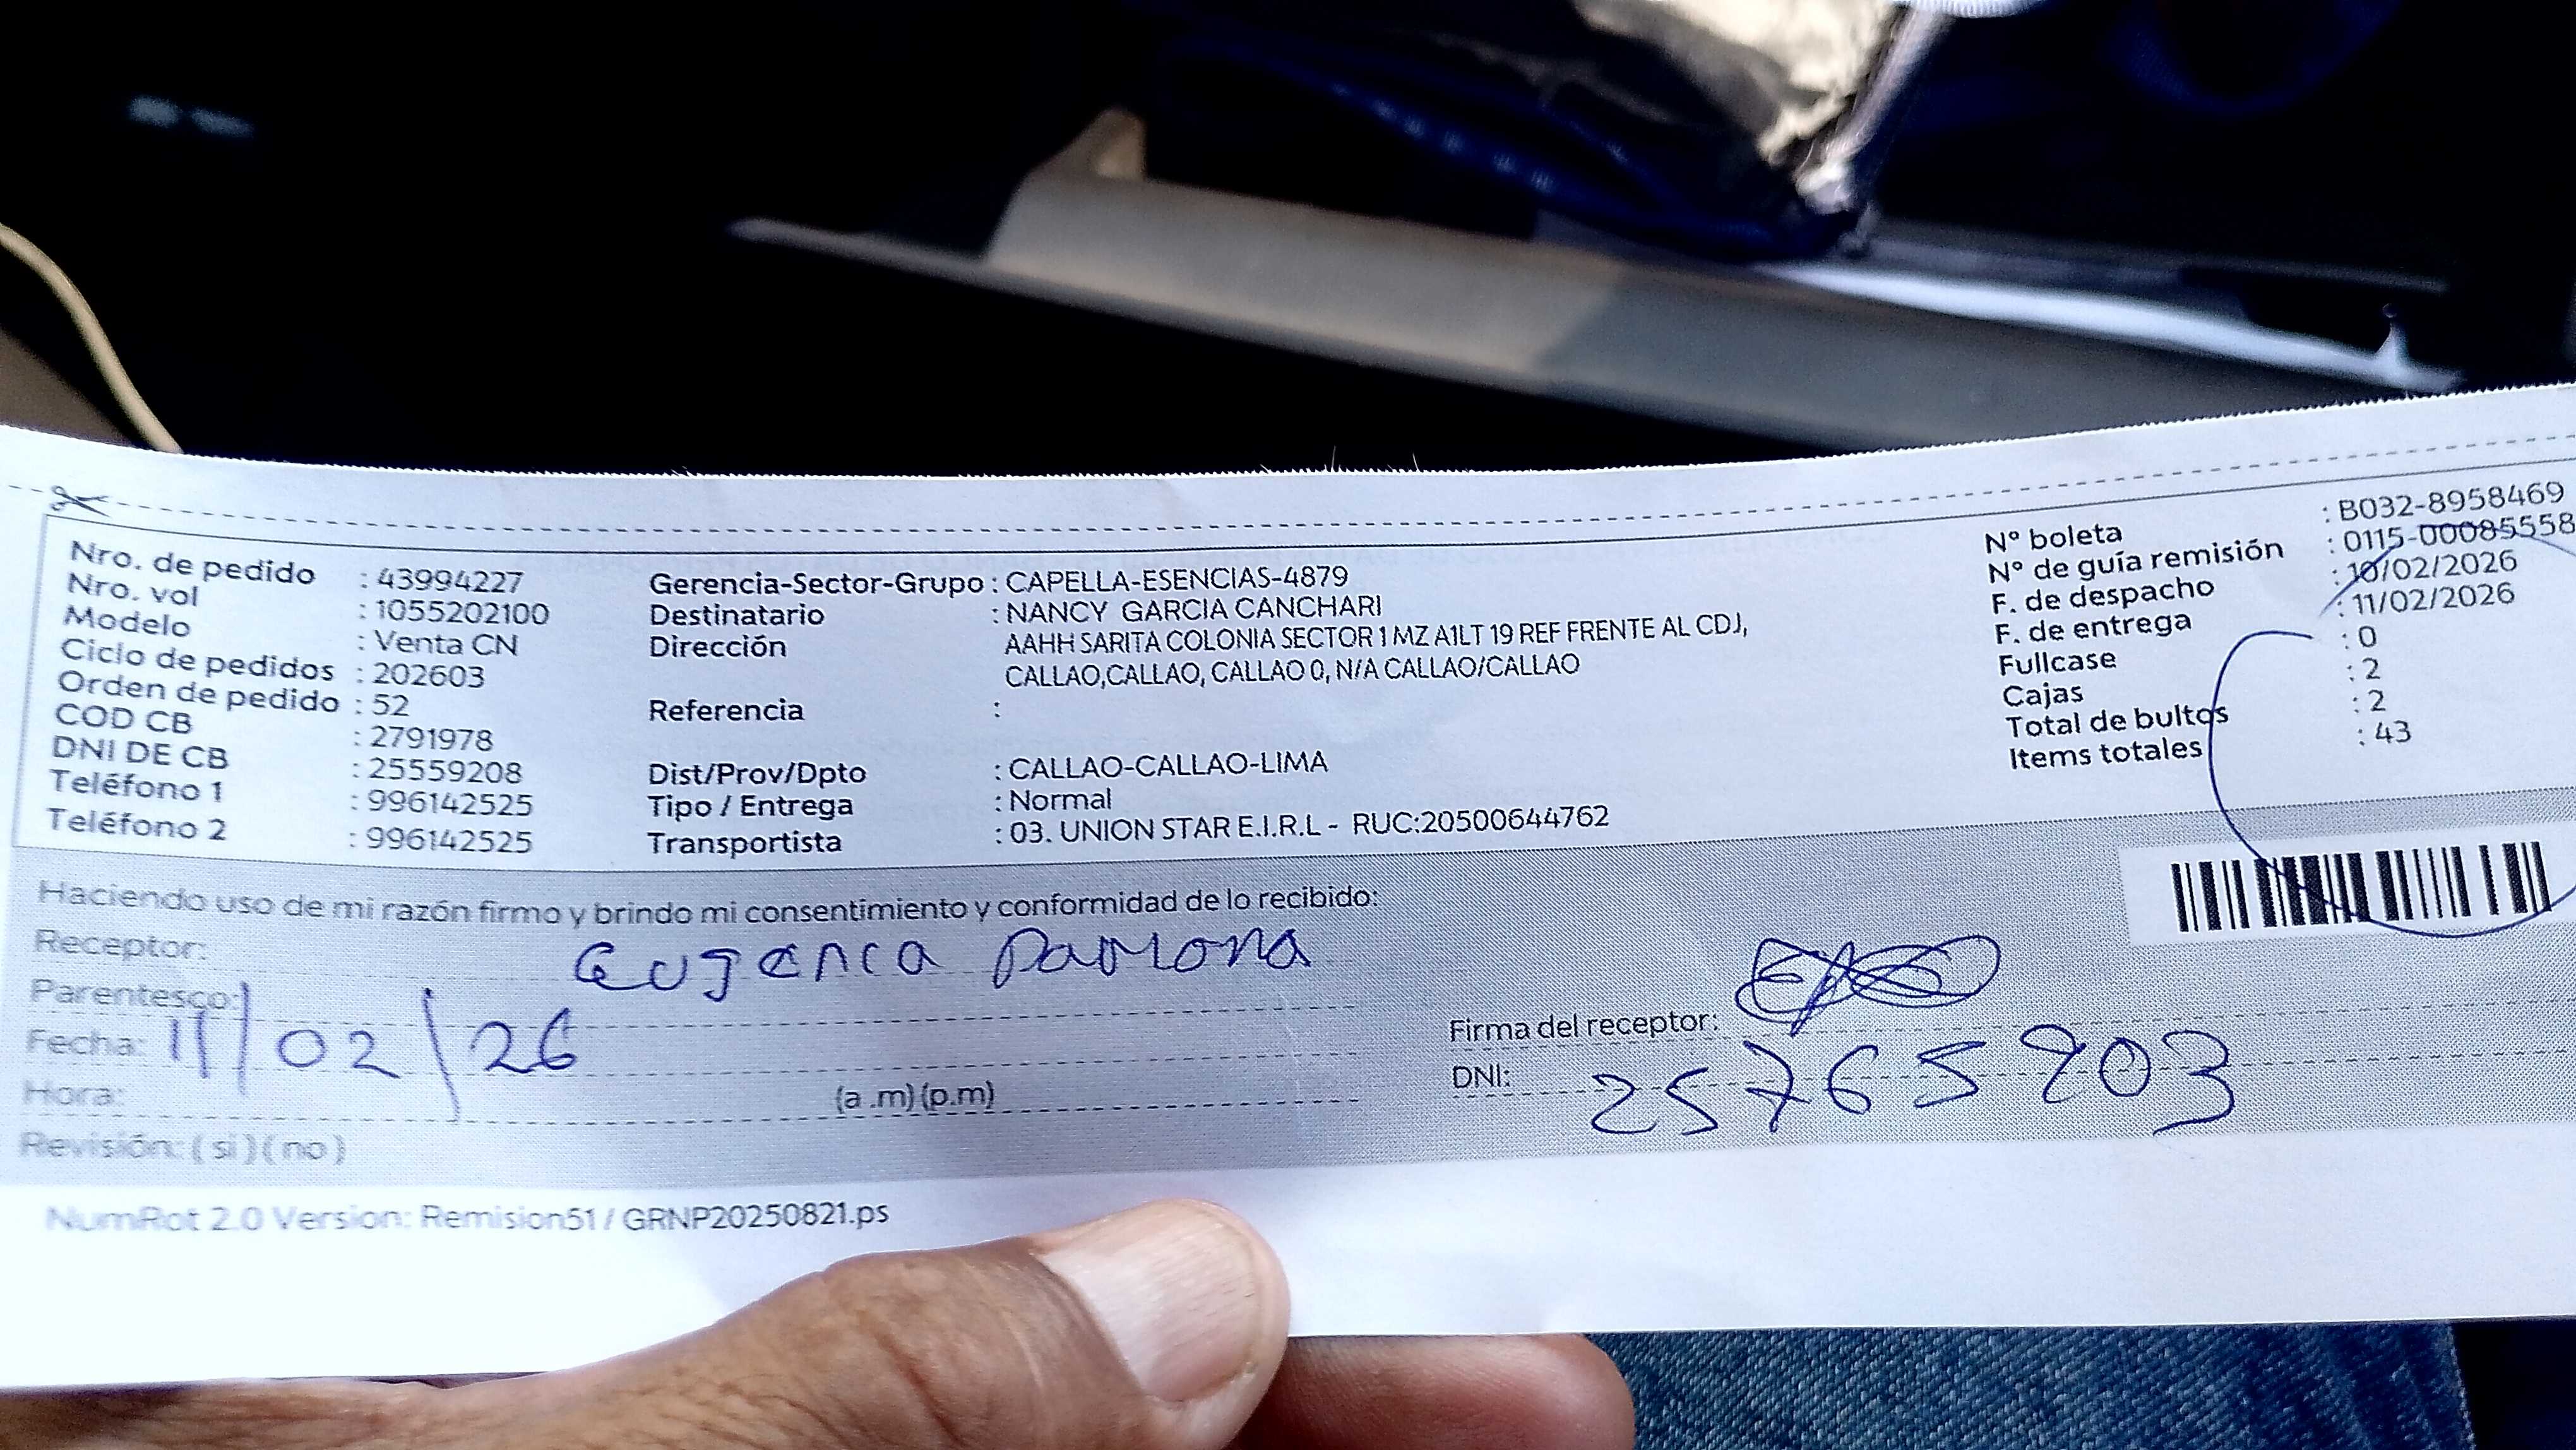 Nro. de pedido : 43994227
Nro. vol : 1055202100
Modelo : Venta CN
Ciclo de pedidos : 202603
Orden de pedido : 52
COD CB : 2791978
DNI DE CB : 25559208
Teléfono 1 : 996142525
Teléfono 2 : 996142525
Gerencia-Sector-Grupo : CAPELLA-ESENCIAS-4879
Destinatario : NANCY GARCIA CANCHARI
Dirección : AAHH SARITA COLONIA SECTOR 1 MZ A1LT 19 REF FRENTE AL CDJ,
CALLAO,CALLAO, CALLAO 0, N/A CALLAO/CALLAO
Referencia :
Dist/Prov/Dpto : CALLAO-CALLAO-LIMA
Tipo / Entrega : Normal
Transportista : 03. UNION STAR E.I.R.L - RUC:20500644762
N° boleta : B032-8958469
N° de guía remisión : 0115-00085558
F. de despacho : 10/02/2026
F. de entrega : 11/02/2026
Fullcase : 0
Cajas : 2
Total de bultos : 2
Items totales : 43
Haciendo uso de mi razón firmo y brindo mi consentimiento y conformidad de lo recibido:
Receptor: Eugenca
Parentesco:
Fecha: 11/02/26
Hora: (a .m)(p.m)
Revisión: ( si )( no )
Firma del receptor:
DNI: 25765903
NumRot 2.0 Version: Remision51 / GRNP20250821.ps